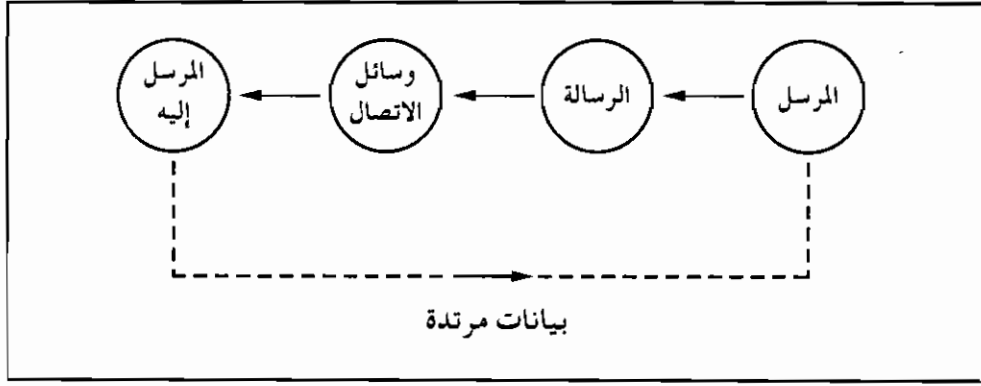 المرسل
الرسالة
وسائل
الاتصال
المرسل
إليه
بيانات مرتدة